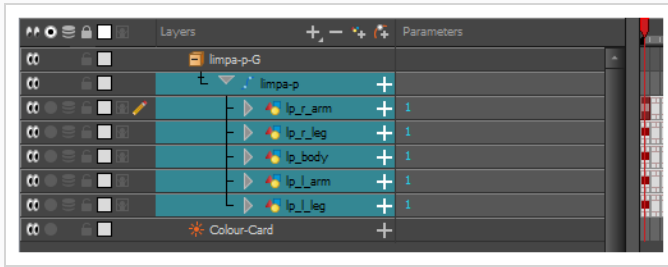 Layers Parameters
limpa-p-G
limpa-p
lp_r_arm 1
lp_r_leg 1
lp_body 1
lp_l_arm 1
lp_l_leg 1
Colour-Card